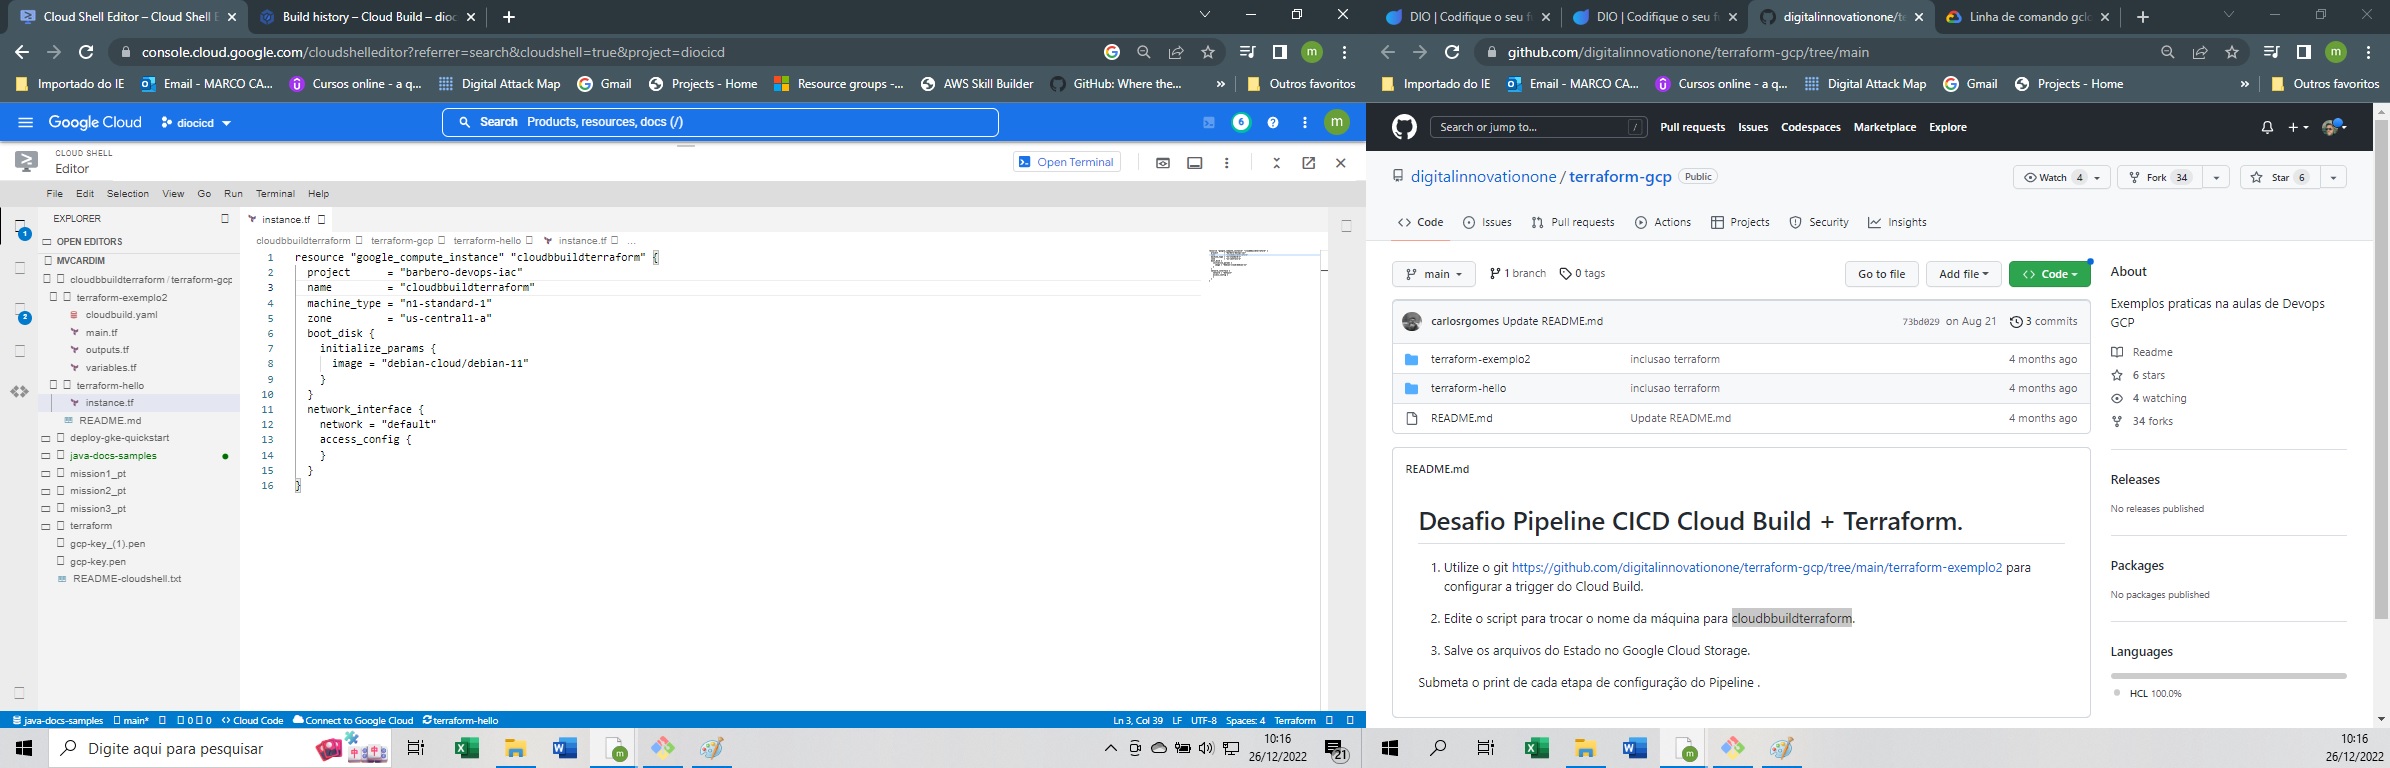 Cloud Shell Editor – Cloud Shell E
Build history – Cloud Build – dioc
console.cloud.google.com/cloudshelleditor?referrer=search&cloudshell=true&project=diocicd
m
Importado do IE
Email - MARCO CA...
Cursos online - a q...
Digital Attack Map
Gmail
Projects - Home
Resource groups -...
AWS Skill Builder
GitHub: Where the...
»
Outros favoritos
Google Cloud
diocicd
Search Products, resources, docs (/)
6
m
CLOUD SHELL
Editor
Open Terminal
File Edit Selection View Go Run Terminal Help
EXPLORER
OPEN EDITORS
MVCARDIM
cloudbbuildterraform / terraform-gcp
terraform-exemplo2
cloudbuild.yaml
main.tf
outputs.tf
variables.tf
terraform-hello
instance.tf
README.md
deploy-gke-quickstart
java-docs-samples
mission1_pt
mission2_pt
mission3_pt
terraform
gcp-key_(1).pen
gcp-key.pen
README-cloudshell.txt
1
2
instance.tf
cloudbbuildterraform terraform-gcp terraform-hello instance.tf ...
1 resource "google_compute_instance" "cloudbbuildterraform" {
2 project = "barbero-devops-iac"
3 name = "cloudbbuildterraform"
4 machine_type = "n1-standard-1"
5 zone = "us-central1-a"
6 boot_disk {
7 initialize_params {
8 image = "debian-cloud/debian-11"
9 }
10 }
11 network_interface {
12 network = "default"
13 access_config {
14 }
15 }
16 }
java-docs-samples main* 0 0 Cloud Code Connect to Google Cloud terraform-hello
Ln 3, Col 39 LF UTF-8 Spaces: 4 Terraform
Digite aqui para pesquisar
10:16
26/12/2022
21
DIO | Codifique o seu f
DIO | Codifique o seu f
digitalinnovationone/te
Linha de comando gcl
github.com/digitalinnovationone/terraform-gcp/tree/main
m
Importado do IE
Email - MARCO CA...
Cursos online - a q...
Digital Attack Map
Gmail
Projects - Home
»
Outros favoritos
Search or jump to... /
Pull requests Issues Codespaces Marketplace Explore
digitalinnovationone / terraform-gcp Public
Watch 4
Fork 34
Star 6
Code Issues Pull requests Actions Projects Security Insights
main
1 branch 0 tags
Go to file
Add file
Code
carlosrgomes Update README.md
73bd029 on Aug 21 3 commits
terraform-exemplo2 inclusao terraform 4 months ago
terraform-hello inclusao terraform 4 months ago
README.md Update README.md 4 months ago
README.md
Desafio Pipeline CICD Cloud Build + Terraform.
1. Utilize o git https://github.com/digitalinnovationone/terraform-gcp/tree/main/terraform-exemplo2 para
configurar a trigger do Cloud Build.
2. Edite o script para trocar o nome da máquina para cloudbbuildterraform.
3. Salve os arquivos do Estado no Google Cloud Storage.
Submeta o print de cada etapa de configuração do Pipeline .
About
Exemplos praticas na aulas de Devops
GCP
Readme
6 stars
4 watching
34 forks
Releases
No releases published
Packages
No packages published
Languages
HCL 100.0%
10:16
26/12/2022